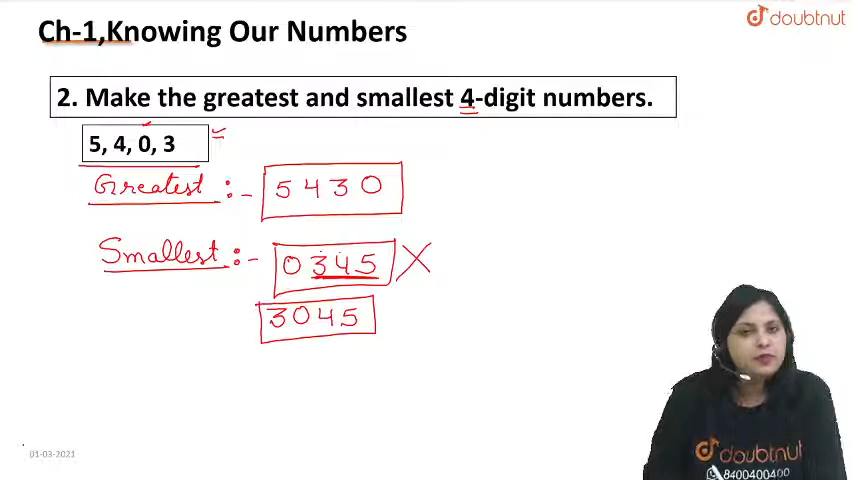 doubtnut
Ch-1,Knowing Our Numbers
2. Make the greatest and smallest 4-digit numbers.
5, 4, 0, 3
Greatest :- 5430
Smallest :- 0345
3045
doubtnut
8400400400
01-03-2021